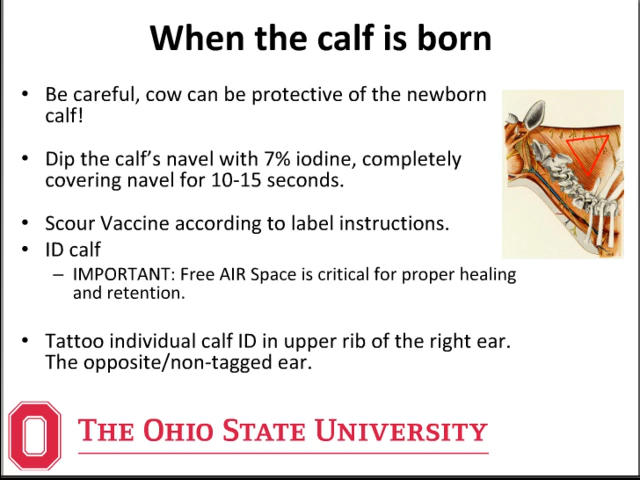 When the calf is born
• Be careful, cow can be protective of the newborn
calf!
• Dip the calf’s navel with 7% iodine, completely
covering navel for 10-15 seconds.
• Scour Vaccine according to label instructions.
• ID calf
– IMPORTANT: Free AIR Space is critical for proper healing
and retention.
• Tattoo individual calf ID in upper rib of the right ear.
The opposite/non-tagged ear.
THE OHIO STATE UNIVERSITY